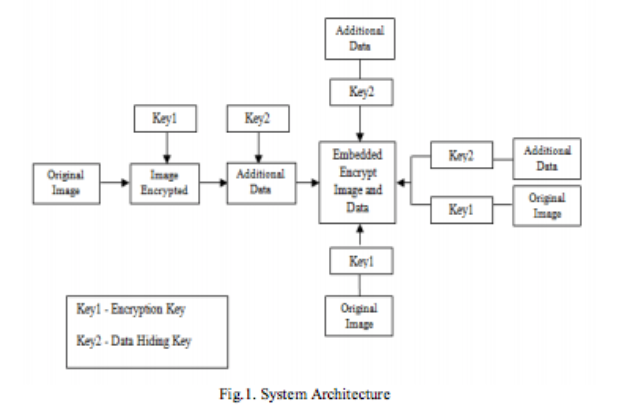 Additional
Data
Key2
Key1
Key2
Original
Image
Image
Encrypted
Additional
Data
Embedded
Encrypt
Image and
Data
Key2
Additional
Data
Key1
Original
Image
Key1
Original
Image
Key1 - Encryption Key
Key2 - Data Hiding Key
Fig.1. System Architecture